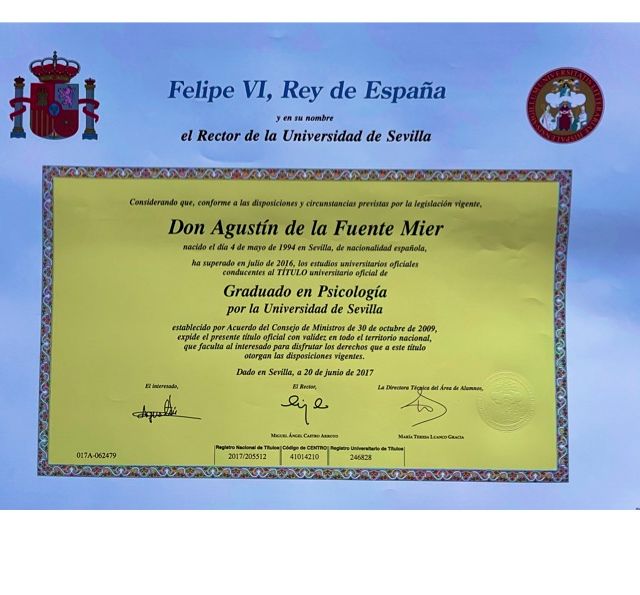 Felipe VI, Rey de España
y en su nombre
el Rector de la Universidad de Sevilla
Considerando que, conforme a las disposiciones y circunstancias previstas por la legislación vigente,
Don Agustín de la Fuente Mier
nacido el día 4 de mayo de 1994 en Sevilla, de nacionalidad española,
ha superado en julio de 2016, los estudios universitarios oficiales
conducentes al TÍTULO universitario oficial de
Graduado en Psicología
por la Universidad de Sevilla
establecido por Acuerdo del Consejo de Ministros de 30 de octubre de 2009,
expide el presente título oficial con validez en todo el territorio nacional,
que faculta al interesado para disfrutar los derechos que a este título
otorgan las disposiciones vigentes.
Dado en Sevilla, a 20 de junio de 2017
El interesado, El Rector, La Directora Técnica del Área de Alumnos,
Agustín
Miguel Ángel Castro Arroyo María Teresa Luanco Gracia
Registro Nacional de Títulos Código de CENTRO Registro Universitario de Títulos
017A-062479 2017/205512 41014210 246828